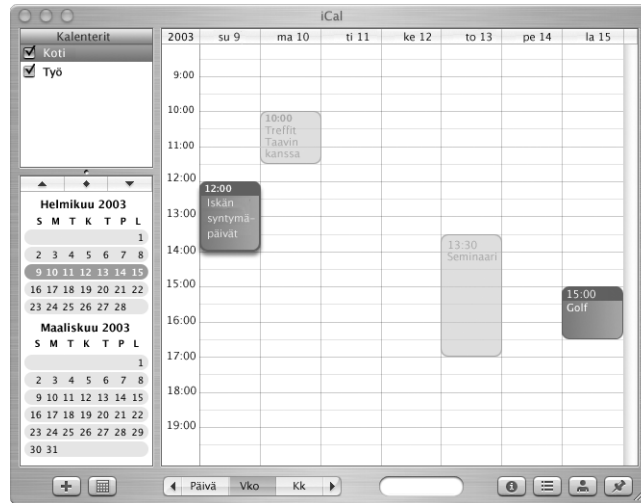 iCal
Kalenterit
Koti
Työ
Helmikuu 2003
S M T K T P L
1
2 3 4 5 6 7 8
9 10 11 12 13 14 15
16 17 18 19 20 21 22
23 24 25 26 27 28
Maaliskuu 2003
S M T K T P L
1
2 3 4 5 6 7 8
9 10 11 12 13 14 15
16 17 18 19 20 21 22
23 24 25 26 27 28 29
30 31
2003 su 9 ma 10 ti 11 ke 12 to 13 pe 14 la 15
9:00
10:00
10:00
Treffit
Taavin
kanssa
11:00
12:00
12:00
Iskän
syntymä-
päivät
13:00
13:30
Seminaari
14:00
15:00
15:00
Golf
16:00
17:00
18:00
19:00
Päivä Vko Kk